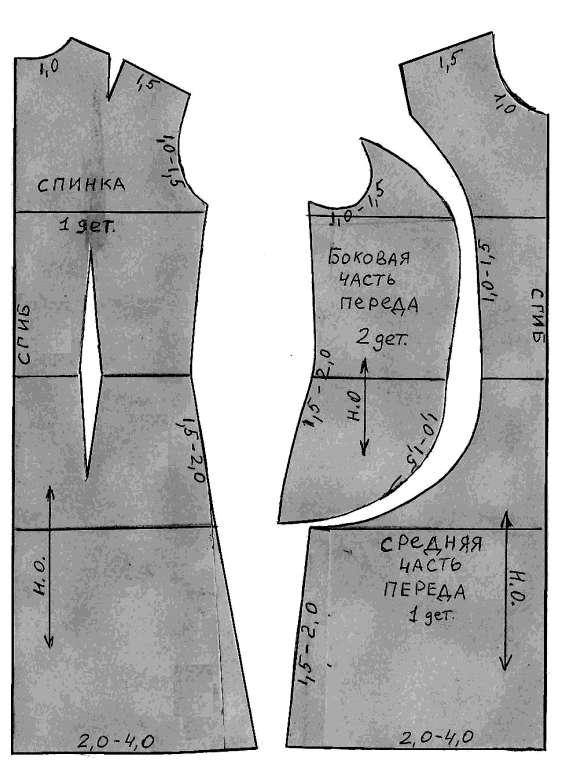 1,0
1,5
1,0-1,5
СПИНКА
1 дет.
СГИБ
1,5-2,0
Н.О.
2,0-4,0
1,0-1,5
БОКОВАЯ
ЧАСТЬ
ПЕРЕДА
2 дет.
1,5-2,0
Н.О.
1,0-1,5
1,5
1,0
1,0-1,5
СГИБ
СРЕДНЯЯ
ЧАСТЬ
ПЕРЕДА
1 дет.
Н.О.
1,5-2,0
2,0-4,0